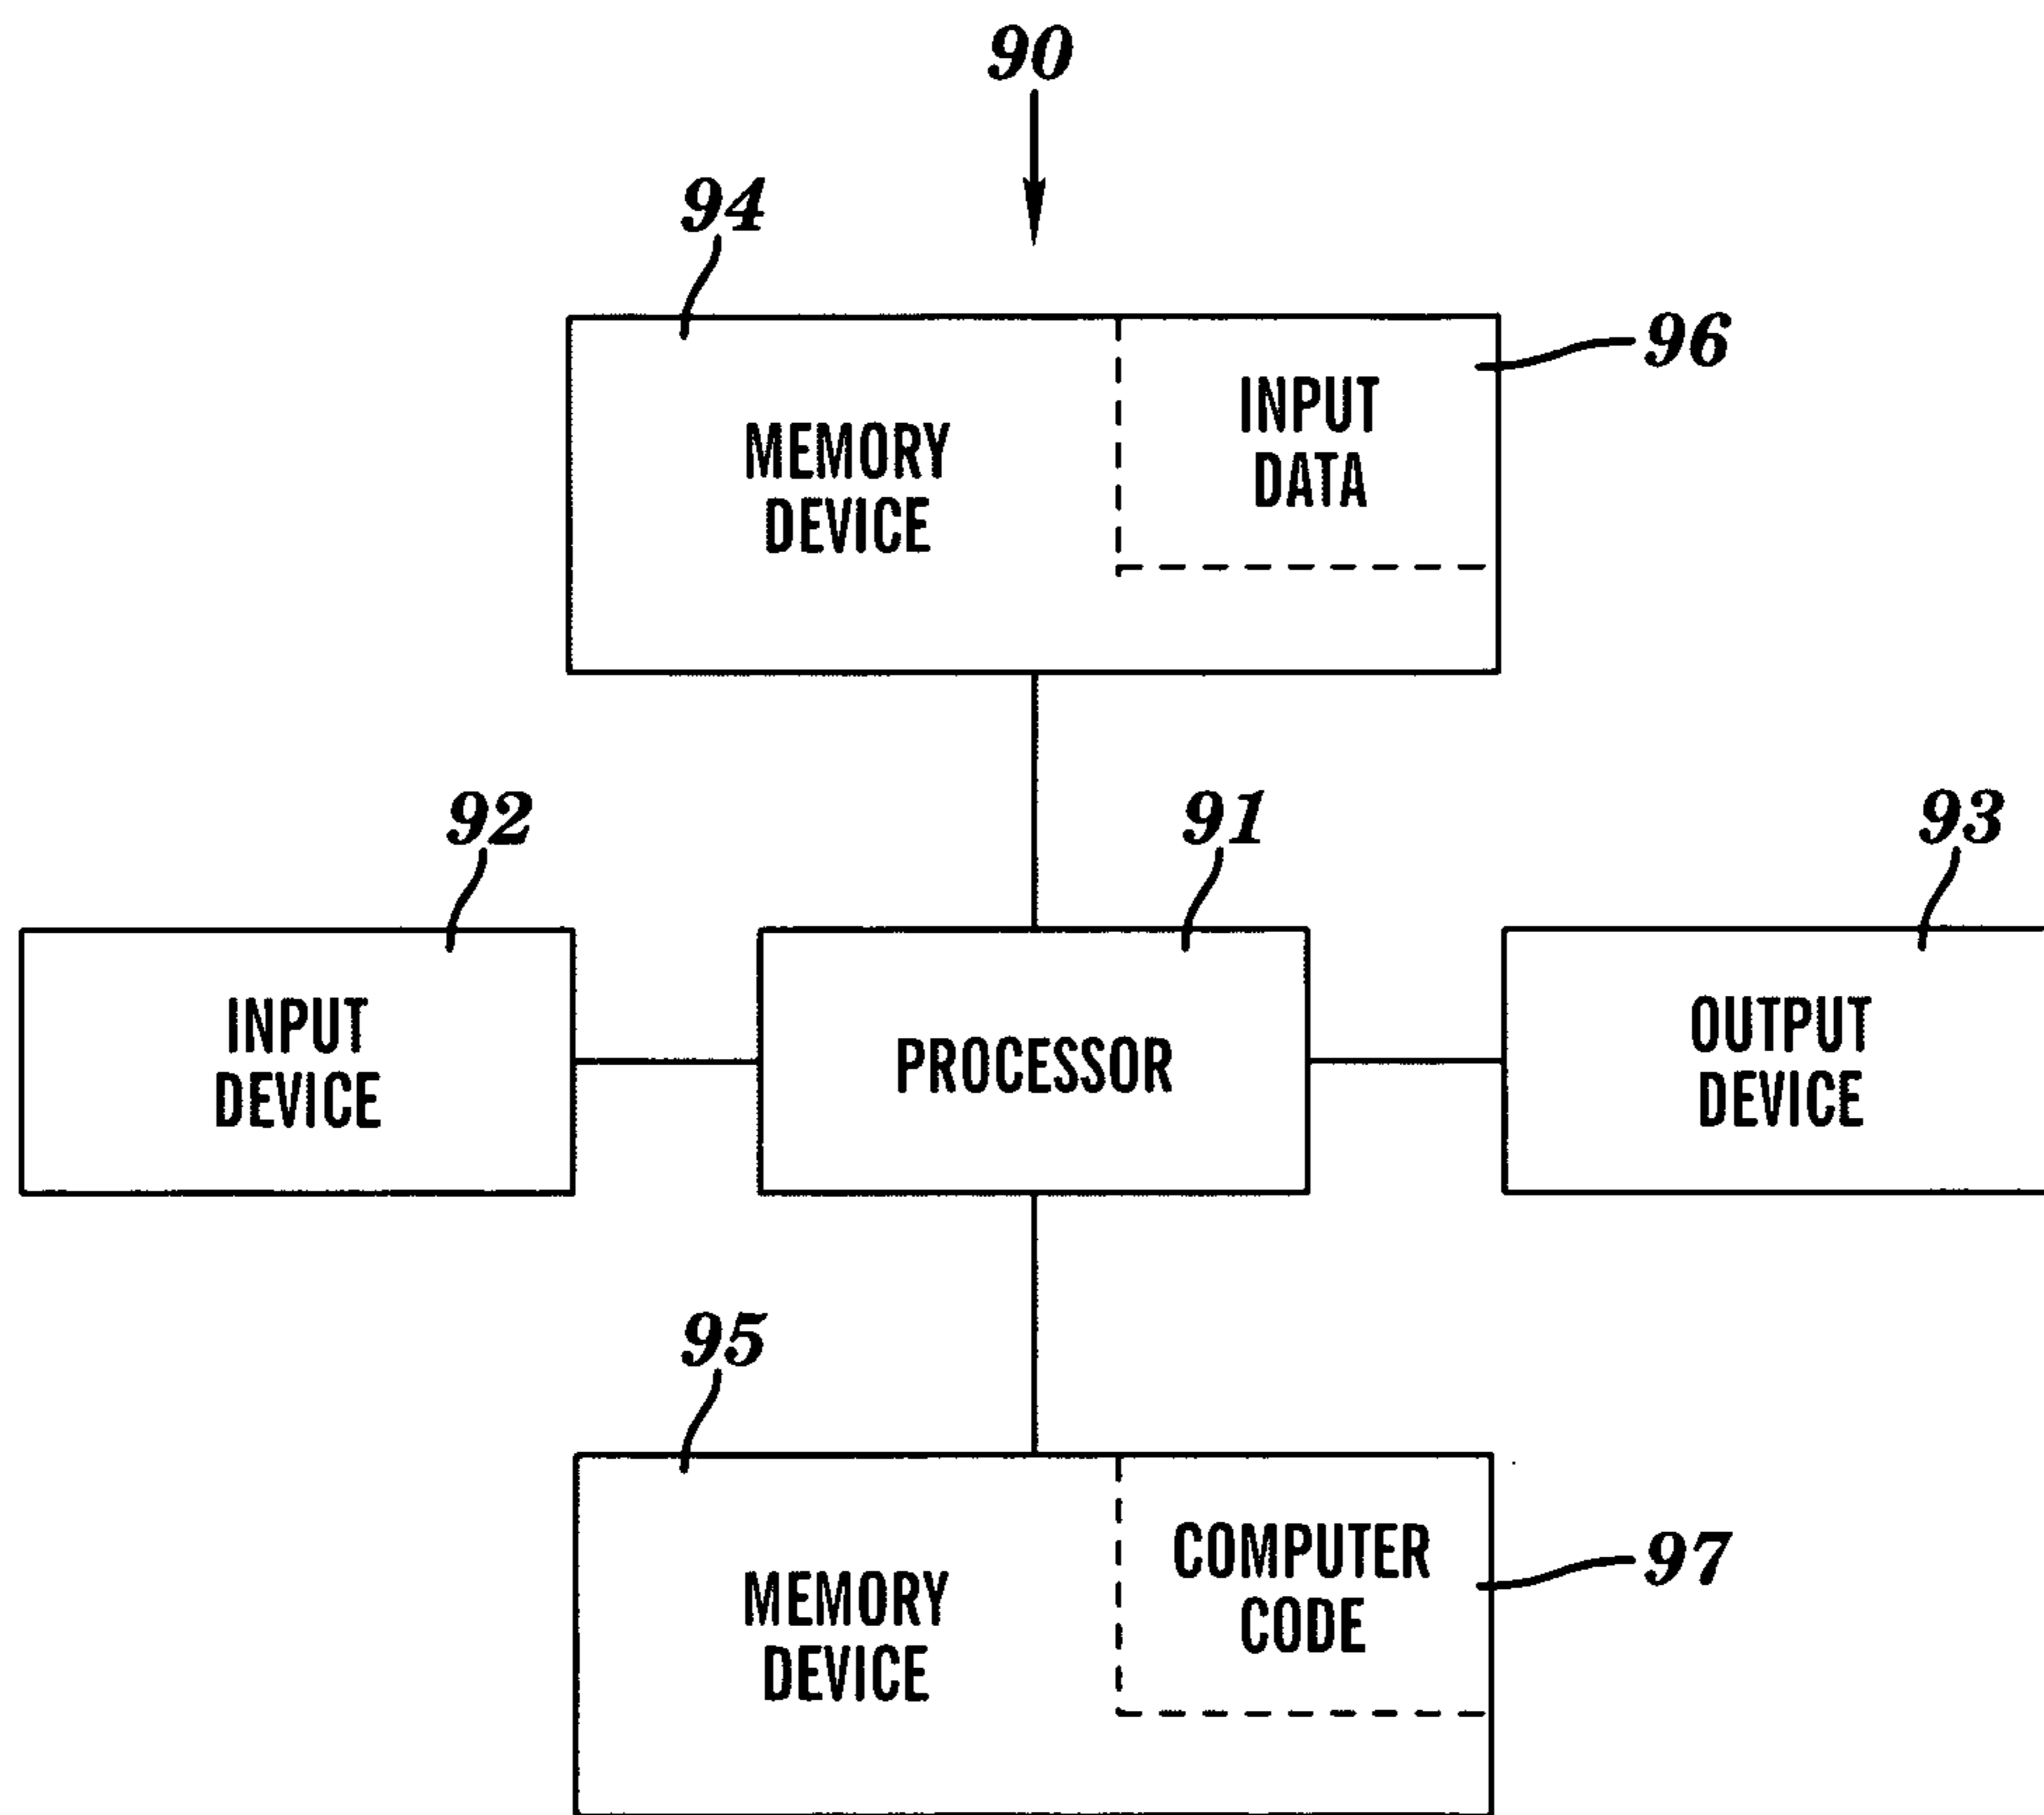 90
94
96
MEMORY
DEVICE
INPUT
DATA
92
91
93
INPUT
DEVICE
PROCESSOR
OUTPUT
DEVICE
95
97
MEMORY
DEVICE
COMPUTER
CODE